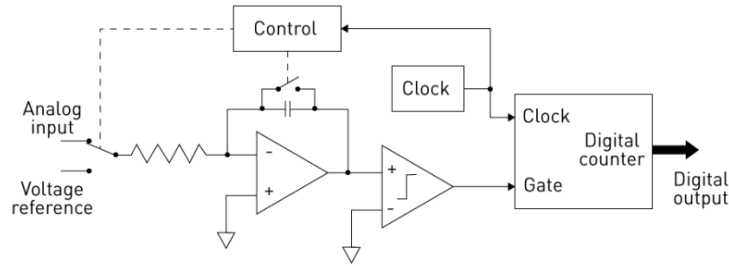 Control
Clock
Analog
input
Voltage
reference
-
+
+
-
Clock
Digital
counter
Gate
Digital
output